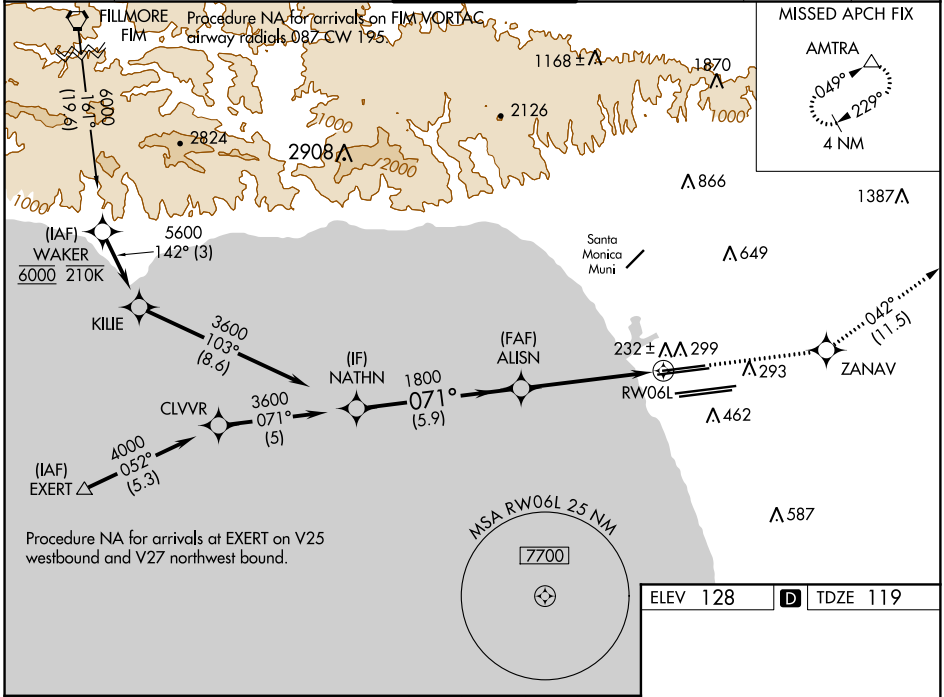 FILLMORE
FIM
Procedure NA for arrivals on FIM VORTAC
airway radials 087 CW 195.
MISSED APCH FIX
AMTRA
049°
229°
4 NM
6000
161°
(9.6)
1168 ±
1870
2126
1000
1000
2824
2908
2000
1000
866
1387
(IAF)
WAKER
6000 210K
5600
142° (3)
Santa
Monica
Muni
649
KILIE
3600
103°
(8.6)
042°
(11.5)
(IF)
NATHN
(FAF)
ALISN
232 ±
299
293
ZANAV
RW06L
1800
071°
(5.9)
CLVVR
3600
071°
(5)
462
4000
052°
(5.3)
(IAF)
EXERT
587
Procedure NA for arrivals at EXERT on V25
westbound and V27 northwest bound.
MSA RW06L 25 NM
7700
ELEV 128
D
TDZE 119